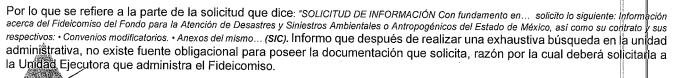 Por lo que se refiere a la parte de la solicitud que dice: "SOLICITUD DE INFORMACIÓN Con fundamento en… solicito lo siguiente: Información
acerca del Fideicomiso del Fondo para la Atención de Desastres y Siniestros Ambientales o Antropogénicos del Estado de México, así como su contrato y sus
respectivos: • Convenios modificatorios. • Anexos del mismo… (SIC). Informo que después de realizar una exhaustiva búsqueda en la unidad
administrativa, no existe fuente obligacional para poseer la documentación que solicita, razón por la cual deberá solicitarla a
la Unidad Ejecutora que administra el Fideicomiso.